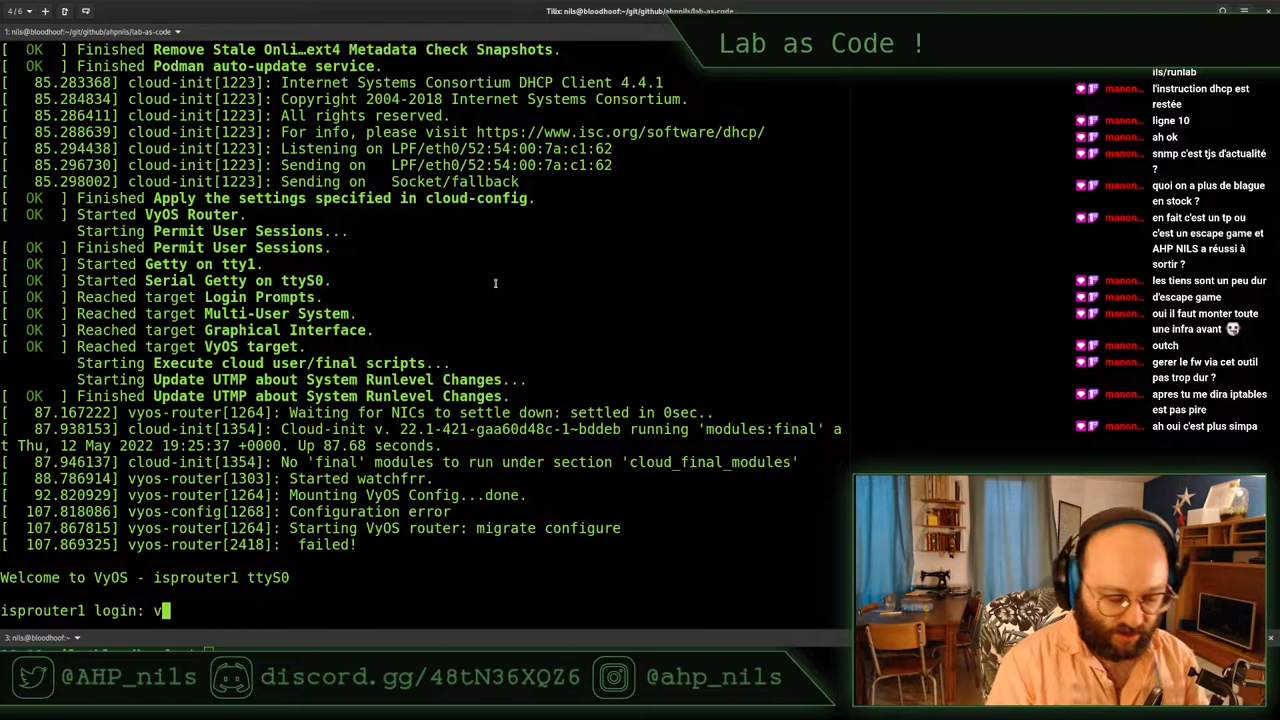 4/6
Tilix: nils@bloodhoof:~/git/github/ahpnils/lab-as-code
1: nils@bloodhoof:~/git/github/ahpnils/lab-as-code
Lab as Code !
[  OK  ] Finished Remove Stale Onli…ext4 Metadata Check Snapshots.
[  OK  ] Finished Podman auto-update service.
[   85.283368] cloud-init[1223]: Internet Systems Consortium DHCP Client 4.4.1
[   85.284834] cloud-init[1223]: Copyright 2004-2018 Internet Systems Consortium.
[   85.286411] cloud-init[1223]: All rights reserved.
[   85.288639] cloud-init[1223]: For info, please visit https://www.isc.org/software/dhcp/
[   85.294438] cloud-init[1223]: Listening on LPF/eth0/52:54:00:7a:c1:62
[   85.296730] cloud-init[1223]: Sending on   LPF/eth0/52:54:00:7a:c1:62
[   85.298002] cloud-init[1223]: Sending on   Socket/fallback
[  OK  ] Finished Apply the settings specified in cloud-config.
[  OK  ] Started VyOS Router.
Starting Permit User Sessions...
[  OK  ] Finished Permit User Sessions.
[  OK  ] Started Getty on tty1.
[  OK  ] Started Serial Getty on ttyS0.
[  OK  ] Reached target Login Prompts.
[  OK  ] Reached target Multi-User System.
[  OK  ] Reached target Graphical Interface.
[  OK  ] Reached target VyOS target.
Starting Execute cloud user/final scripts...
Starting Update UTMP about System Runlevel Changes...
[  OK  ] Finished Update UTMP about System Runlevel Changes.
[   87.167222] vyos-router[1264]: Waiting for NICs to settle down: settled in 0sec..
[   87.938153] cloud-init[1354]: Cloud-init v. 22.1-421-gaa60d48c-1~bddeb running 'modules:final' a
t Thu, 12 May 2022 19:25:37 +0000. Up 87.68 seconds.
[   87.946137] cloud-init[1354]: No 'final' modules to run under section 'cloud_final_modules'
[   88.786914] vyos-router[1303]: Started watchfrr.
[   92.820929] vyos-router[1264]: Mounting VyOS Config...done.
[  107.818086] vyos-config[1268]: Configuration error
[  107.867815] vyos-router[1264]: Starting VyOS router: migrate configure
[  107.869325] vyos-router[2418]:  failed!
Welcome to VyOS - isprouter1 ttyS0
isprouter1 login: v
3: nils@bloodhoof:~
ils/runlab
manon... l'instruction dhcp est
restée
manon... ligne 10
manon... ah ok
manon... snmp c'est tjs d'actualité
?
manon... quoi on a plus de blague
en stock ?
manon... en fait c'est un tp ou
c'est un escape game et
AHP NILS a réussi à
sortir ?
manon... les tiens sont un peu dur
manon... d'escape game
manon... oui il faut monter toute
une infra avant
manon... outch
manon... gerer le fw via cet outil
pas trop dur ?
manon... apres tu me dira iptables
est pas pire
manon... ah oui c'est plus simpa
@AHP_nils
discord.gg/48tN36XQZ6
@ahp_nils